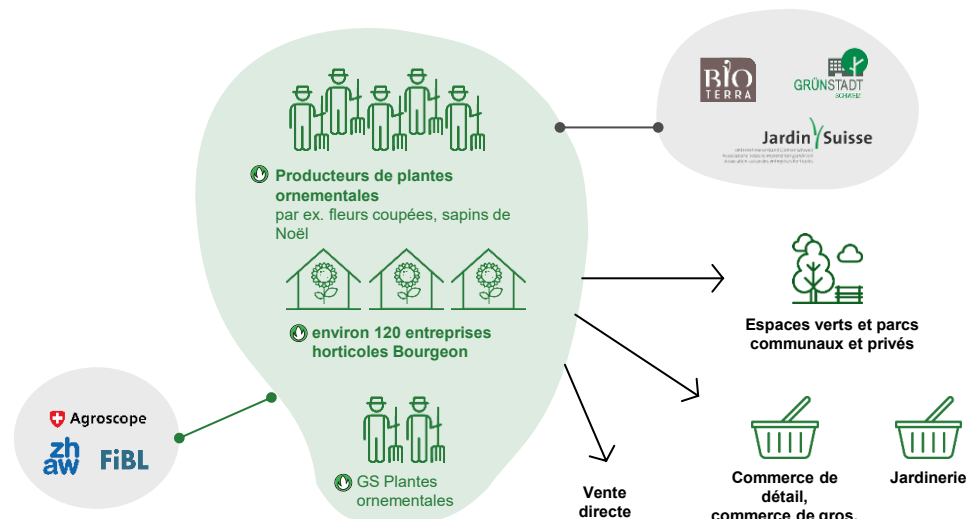 BIO
TERRA
GRÜNSTADT
SCHWEIZ
Jardin Suisse
Producteurs de plantes
ornementales
par ex. fleurs coupées, sapins de
Noël
environ 120 entreprises
horticoles Bourgeon
Espaces verts et parcs
communaux et privés
Agroscope
zh
aw
FiBL
GS Plantes
ornementales
Vente
directe
Commerce de
détail,
commerce de gros,
Jardinerie